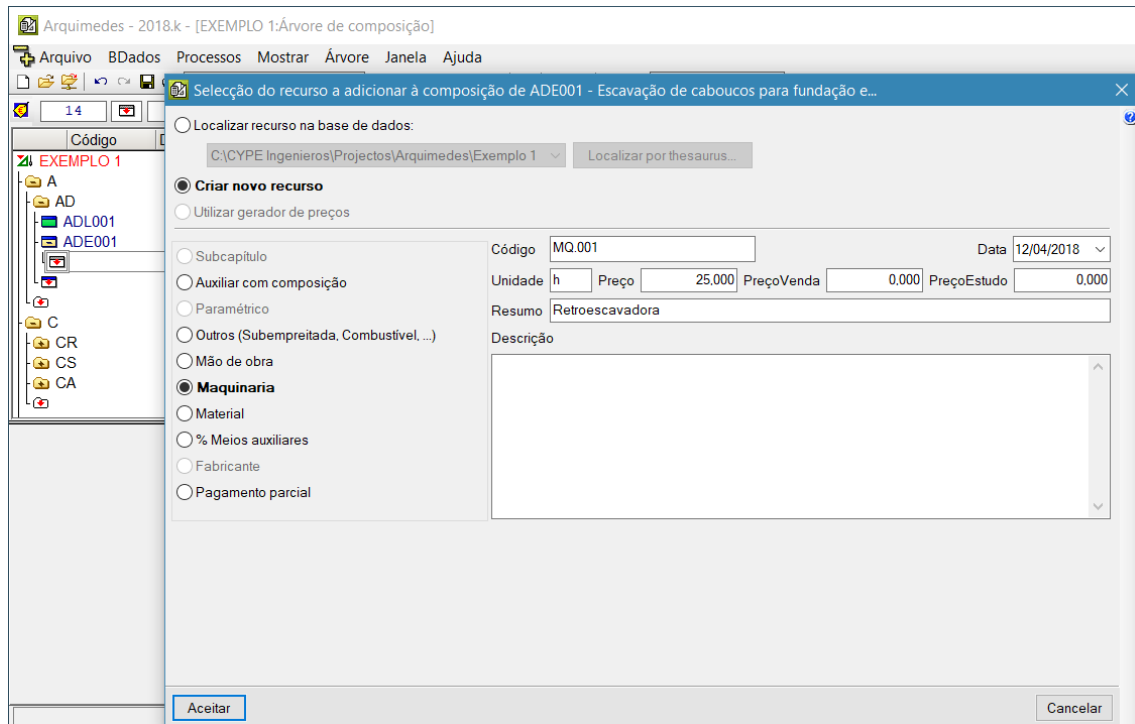 Arquimedes - 2018.k - [EXEMPLO 1:Árvore de composição]
Arquivo BDados Processos Mostrar Árvore Janela Ajuda
Selecção do recurso a adicionar à composição de ADE001 - Escavação de caboucos para fundação e...
14
Código
EXEMPLO 1
A
AD
ADL001
ADE001
C
CR
CS
CA
Localizar recurso na base de dados:
C:\CYPE Ingenieros\Projectos\Arquimedes\Exemplo 1 Localizar por thesaurus...
Criar novo recurso
Utilizar gerador de preços
Subcapítulo
Auxiliar com composição
Paramétrico
Outros (Subempreitada, Combustível, ...)
Mão de obra
Maquinaria
Material
% Meios auxiliares
Fabricante
Pagamento parcial
Código MQ.001 Data 12/04/2018
Unidade h Preço 25,000 PreçoVenda 0,000 PreçoEstudo 0,000
Resumo Retroescavadora
Descrição
Aceitar Cancelar